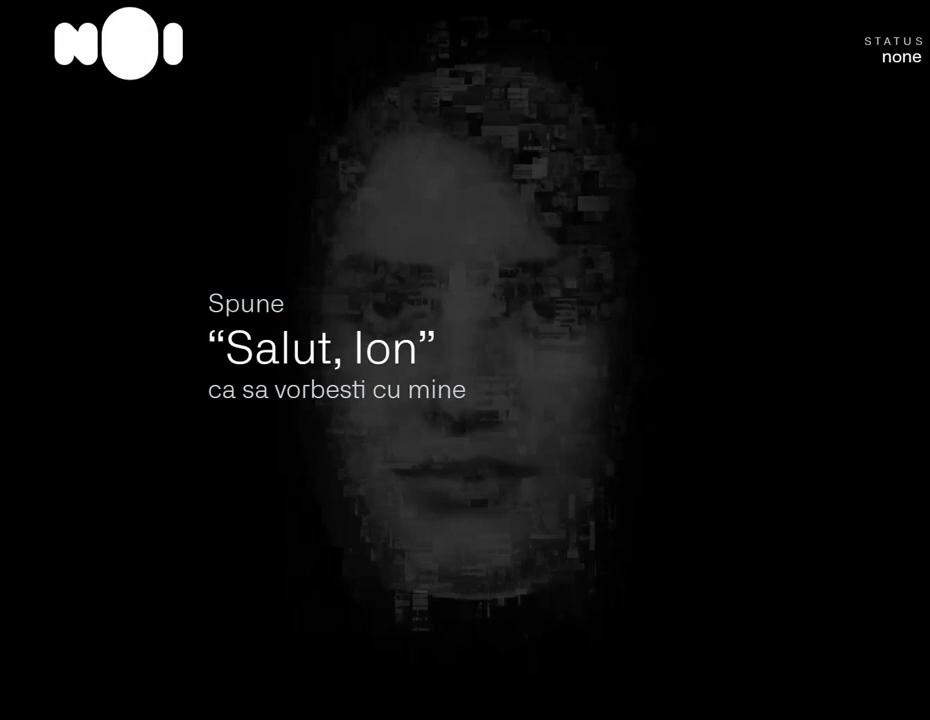 NOI
STATUS
none
Spune
“Salut, Ion”
ca sa vorbesti cu mine